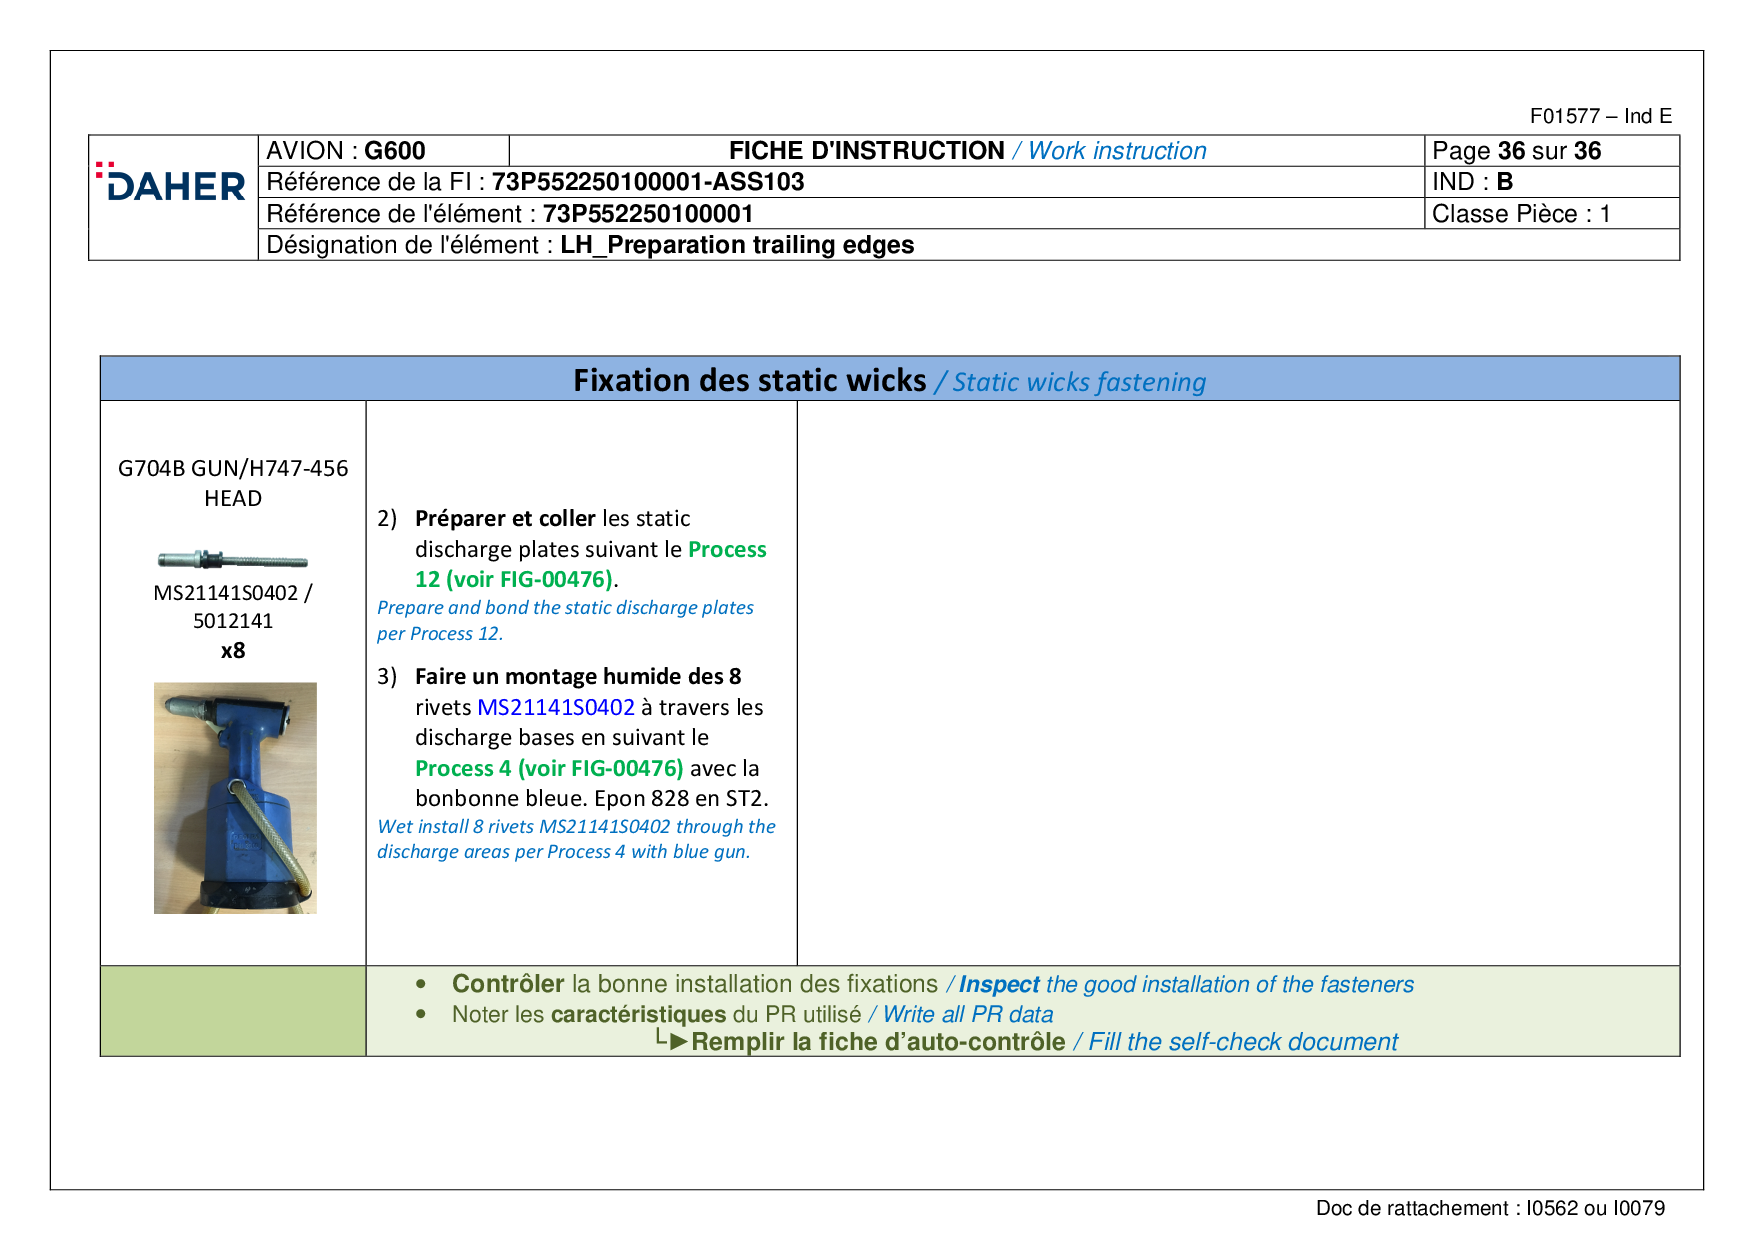 F01577 – Ind E
DAHER
AVION : G600
FICHE D'INSTRUCTION / Work instruction
Page 36 sur 36
Référence de la FI : 73P552250100001-ASS103
IND : B
Référence de l'élément : 73P552250100001
Classe Pièce : 1
Désignation de l'élément : LH_Preparation trailing edges
Fixation des static wicks / Static wicks fastening
G704B GUN/H747-456
HEAD
MS21141S0402 /
5012141
x8
2) Préparer et coller les static
discharge plates suivant le Process
12 (voir FIG-00476).
Prepare and bond the static discharge plates
per Process 12.
3) Faire un montage humide des 8
rivets MS21141S0402 à travers les
discharge bases en suivant le
Process 4 (voir FIG-00476) avec la
bonbonne bleue. Epon 828 en ST2.
Wet install 8 rivets MS21141S0402 through the
discharge areas per Process 4 with blue gun.
• Contrôler la bonne installation des fixations / Inspect the good installation of the fasteners
• Noter les caractéristiques du PR utilisé / Write all PR data
└►Remplir la fiche d’auto-contrôle / Fill the self-check document
Doc de rattachement : I0562 ou I0079